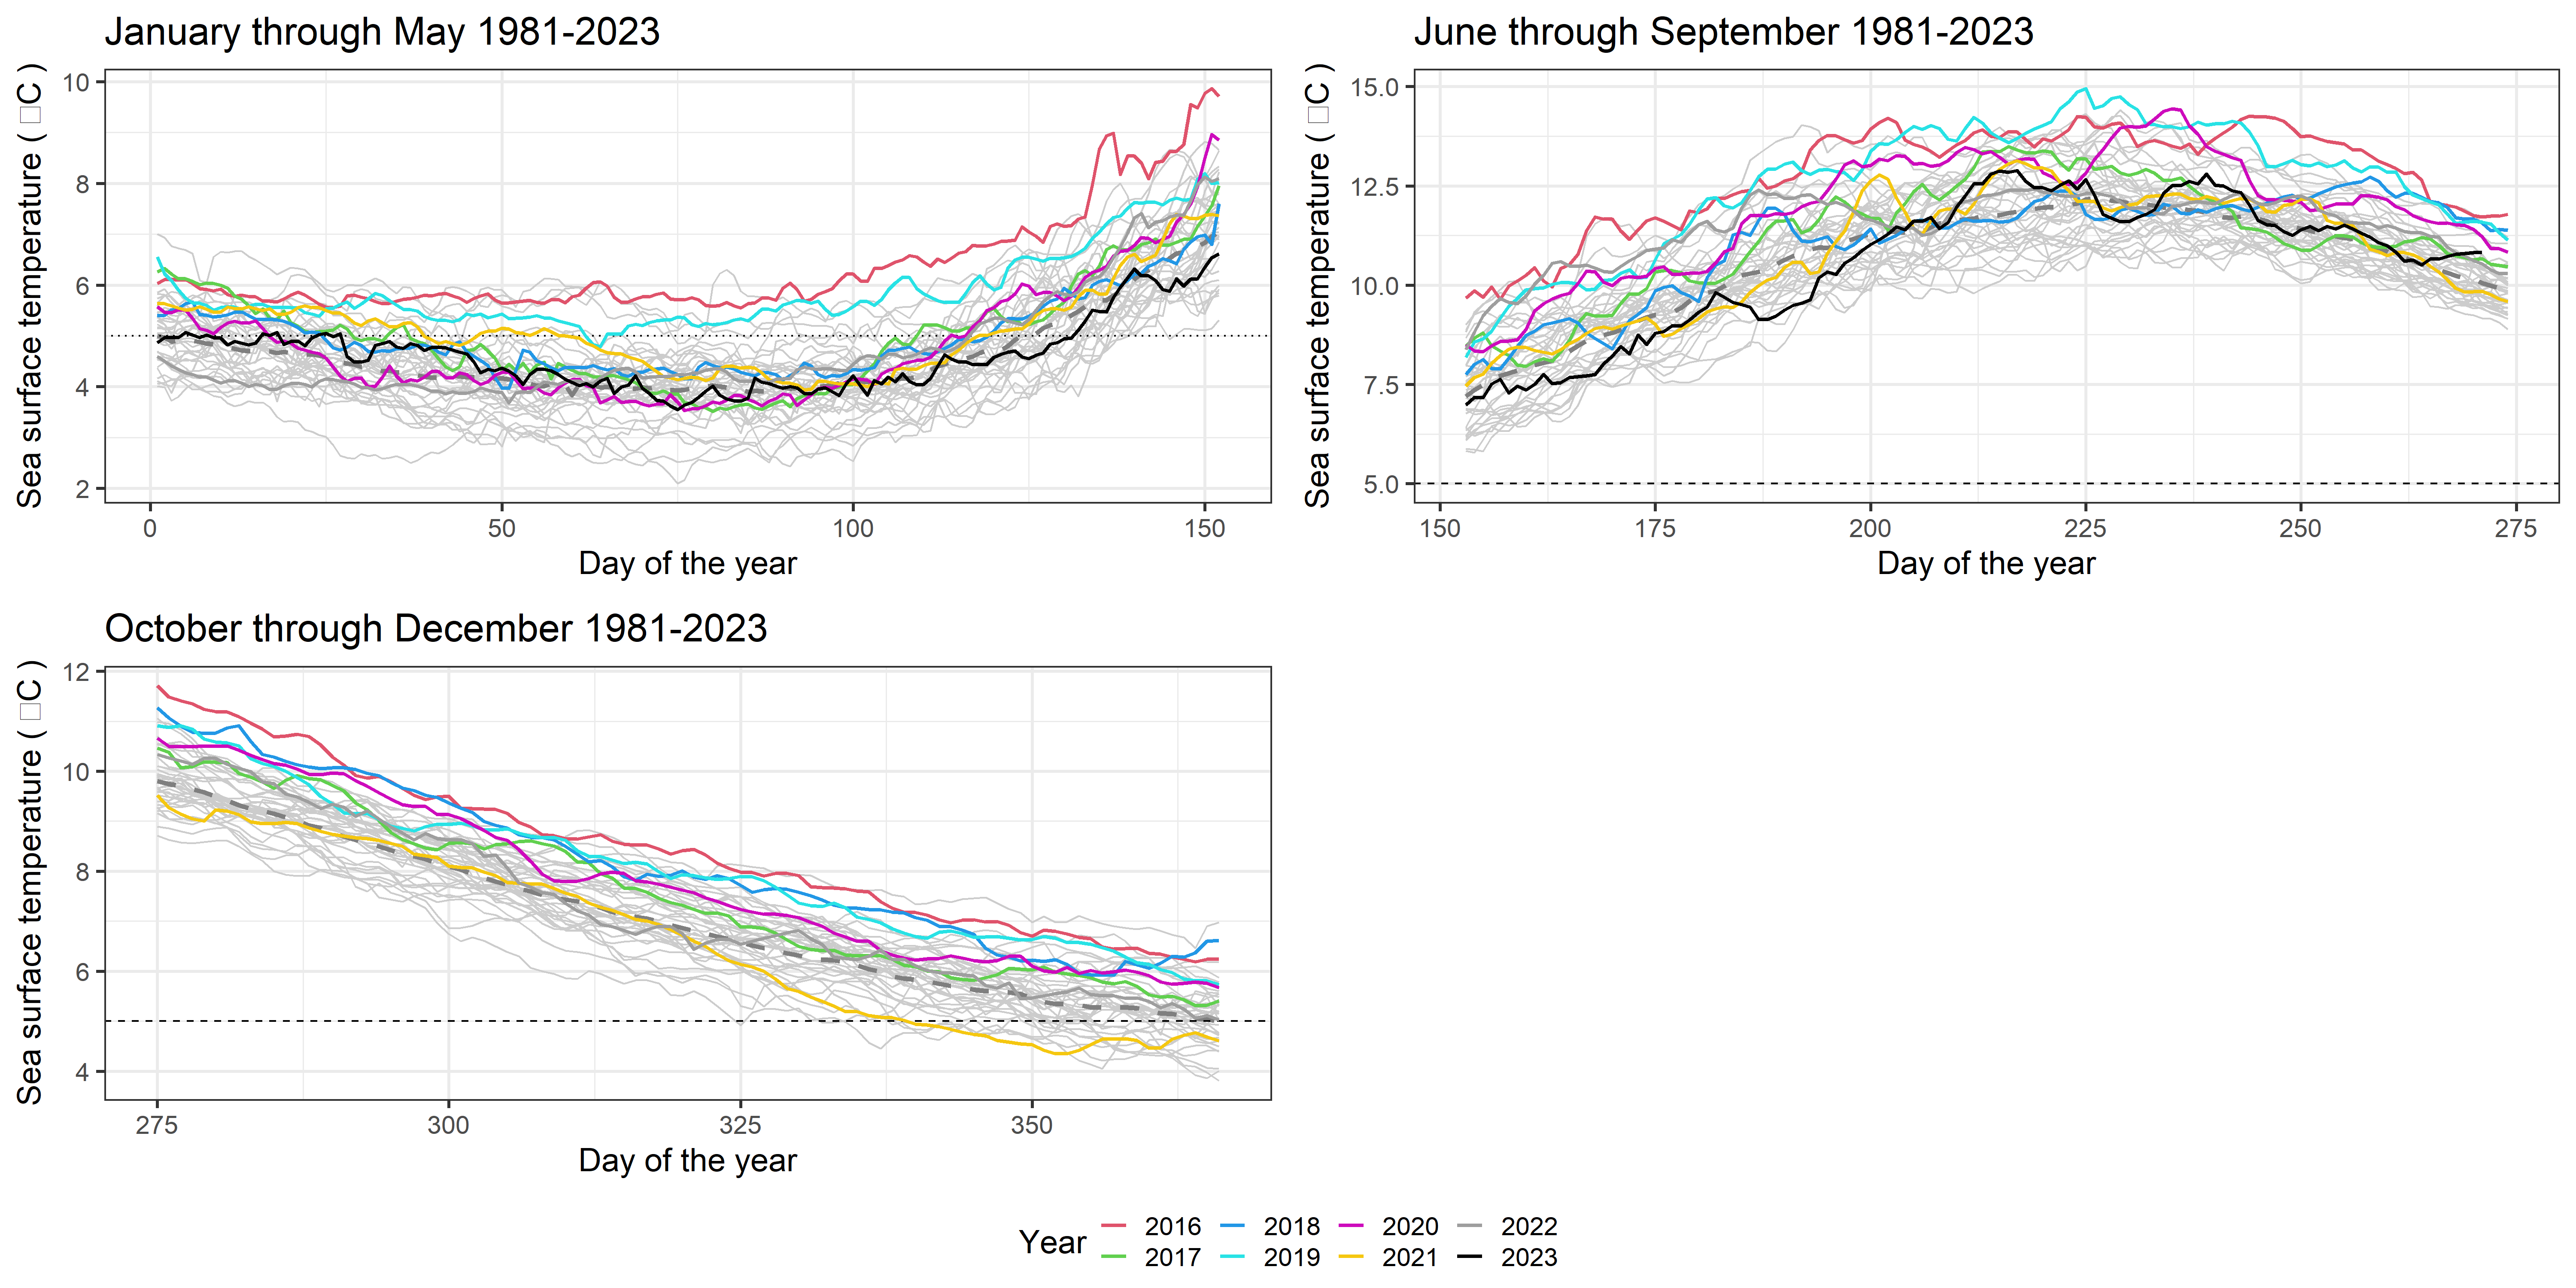 January through May 1981-2023
Sea surface temperature ( □C )
10
8
6
4
2
0 50 100 150
Day of the year
June through September 1981-2023
Sea surface temperature ( □C )
15.0
12.5
10.0
7.5
5.0
150 175 200 225 250 275
Day of the year
October through December 1981-2023
Sea surface temperature ( □C )
12
10
8
6
4
275 300 325 350
Day of the year
Year
2016 2018 2020 2022
2017 2019 2021 2023